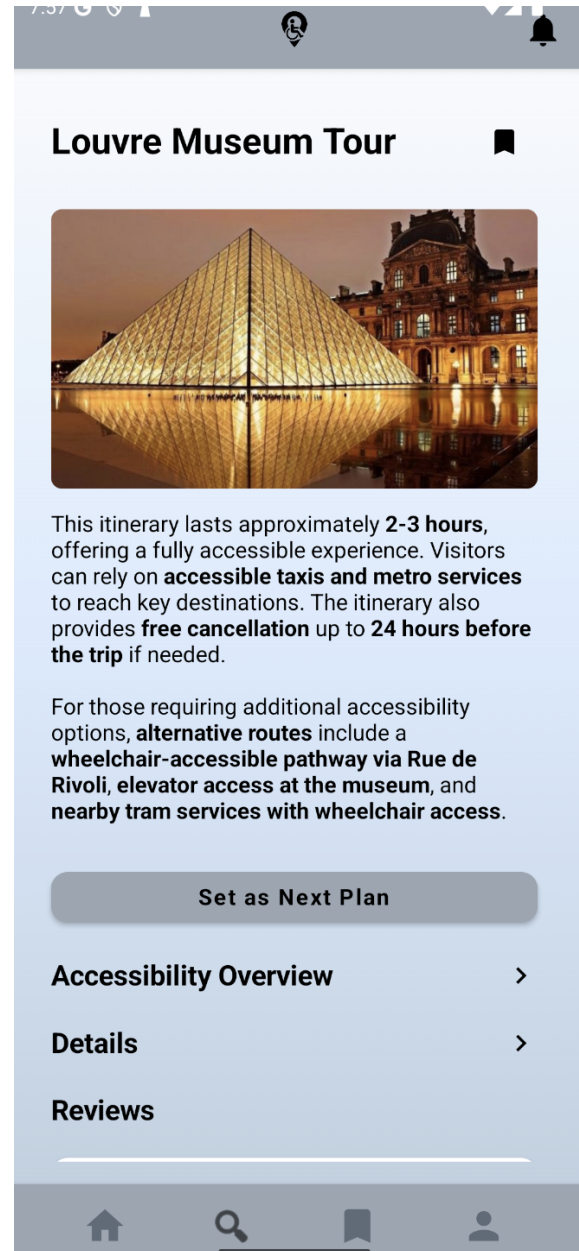 7:57
Louvre Museum Tour
This itinerary lasts approximately 2-3 hours,
offering a fully accessible experience. Visitors
can rely on accessible taxis and metro services
to reach key destinations. The itinerary also
provides free cancellation up to 24 hours before
the trip if needed.
For those requiring additional accessibility
options, alternative routes include a
wheelchair-accessible pathway via Rue de
Rivoli, elevator access at the museum, and
nearby tram services with wheelchair access.
Set as Next Plan
Accessibility Overview
Details
Reviews